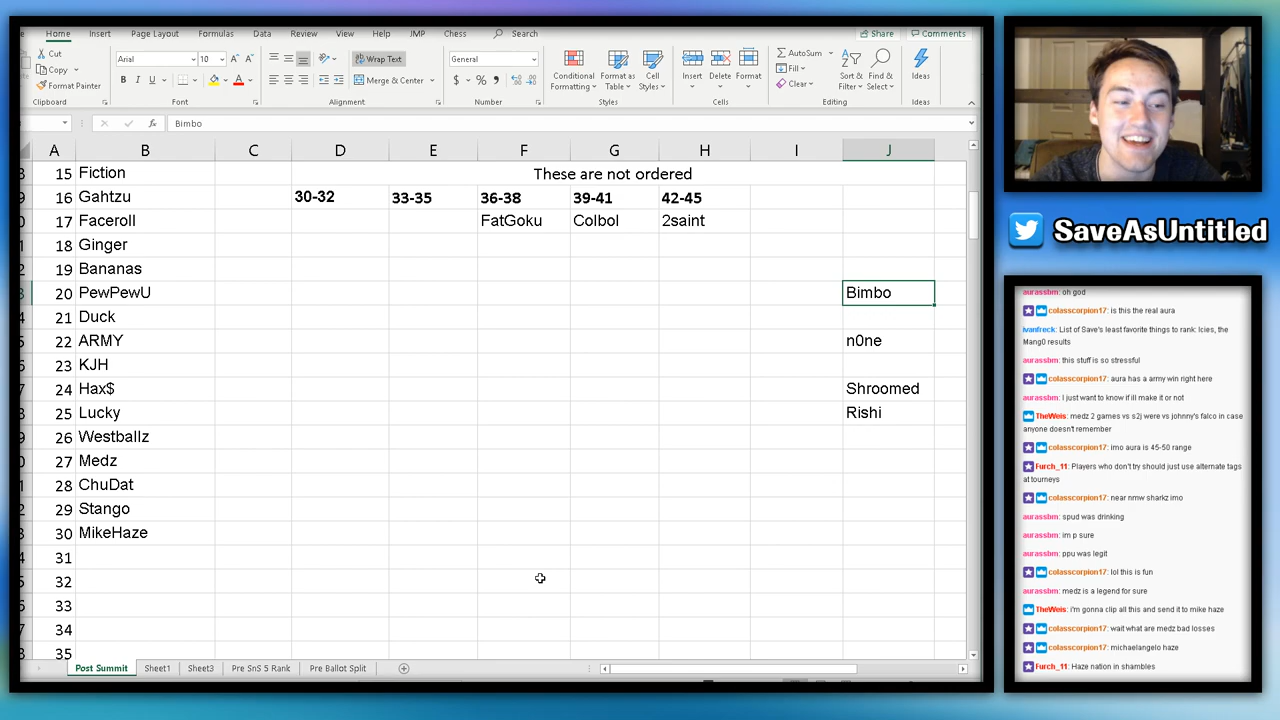 Home Insert Page Layout Formulas Data Review View Help JMP Chess Search Share Comments
Cut
Copy
Format Painter
Clipboard
Arial 10
B I U
Font
Wrap Text
Merge & Center
Alignment
General
$ % 9
Number
Conditional Formatting
Format as Table
Cell Styles
Styles
Insert Delete Format
Cells
AutoSum
Fill
Clear
Sort & Filter
Find & Select
Editing
Ideas
Ideas
fx Bimbo
A B C D E F G H I J
15 Fiction These are not ordered
16 Gahtzu 30-32 33-35 36-38 39-41 42-45
17 Faceroll FatGoku Colbol 2saint
18 Ginger
19 Bananas
20 PewPewU Bimbo
21 Duck
22 ARMY n0ne
23 KJH
24 Hax$ Shroomed
25 Lucky Rishi
26 Westballz
27 Medz
28 ChuDat
29 Stango
30 MikeHaze
31
32
33
34
35
Post Summit Sheet1 Sheet3 Pre SnS 5 Rank Pre Ballot Split
SaveAsUntitled
aurassbm: oh god
colasscorpion17: is this the real aura
ivanfreck: List of Save's least favorite things to rank: Icies, the
Mang0 results
aurassbm: this stuff is so stressful
colasscorpion17: aura has a army win right here
aurassbm: I just want to know if ill make it or not
TheWeis: medz 2 games vs s2j were vs johnny's falco in case
anyone doesn't remember
colasscorpion17: imo aura is 45-50 range
Furch_11: Players who don't try should just use alternate tags
at tourneys
colasscorpion17: near nmw sharkz imo
aurassbm: spud was drinking
aurassbm: im p sure
aurassbm: ppu was legit
colasscorpion17: lol this is fun
aurassbm: medz is a legend for sure
TheWeis: i'm gonna clip all this and send it to mike haze
colasscorpion17: wait what are medz bad losses
colasscorpion17: michaelangelo haze
Furch_11: Haze nation in shambles